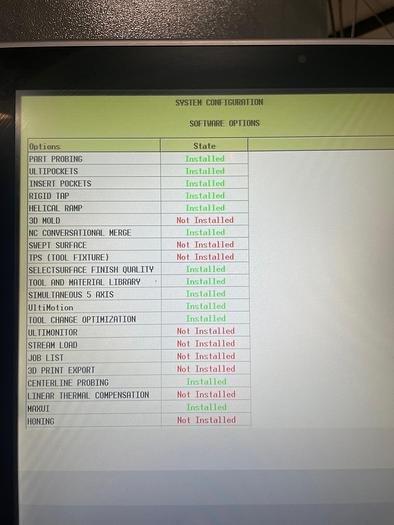 SYSTEM CONFIGURATION
SOFTWARE OPTIONS
Options State
PART PROBING Installed
ULTIPOCKETS Installed
INSERT POCKETS Installed
RIGID TAP Installed
HELICAL RAMP Installed
3D MOLD Not Installed
NC CONVERSATIONAL MERGE Installed
SWEPT SURFACE Not Installed
TPS (TOOL FIXTURE) Not Installed
SELECTSURFACE FINISH QUALITY Installed
TOOL AND MATERIAL LIBRARY Installed
SIMULTANEOUS 5 AXIS Installed
UltiMotion Installed
TOOL CHANGE OPTIMIZATION Installed
ULTIMONITOR Not Installed
STREAM LOAD Not Installed
JOB LIST Not Installed
3D PRINT EXPORT Not Installed
CENTERLINE PROBING Installed
LINEAR THERMAL COMPENSATION Not Installed
MAXUI Installed
HONING Not Installed